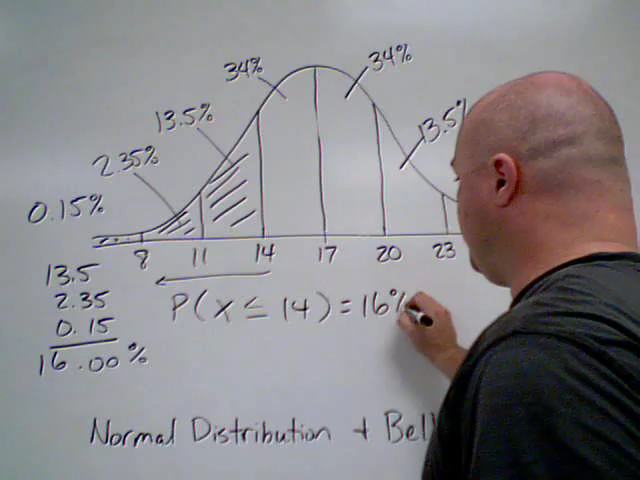 34% 34%
13.5% 13.5%
2.35%
0.15%
8 11 14 17 20 23
13.5
2.35
0.15
16.00%
P(X ≤ 14) = 16%
Normal Distribution + Bell